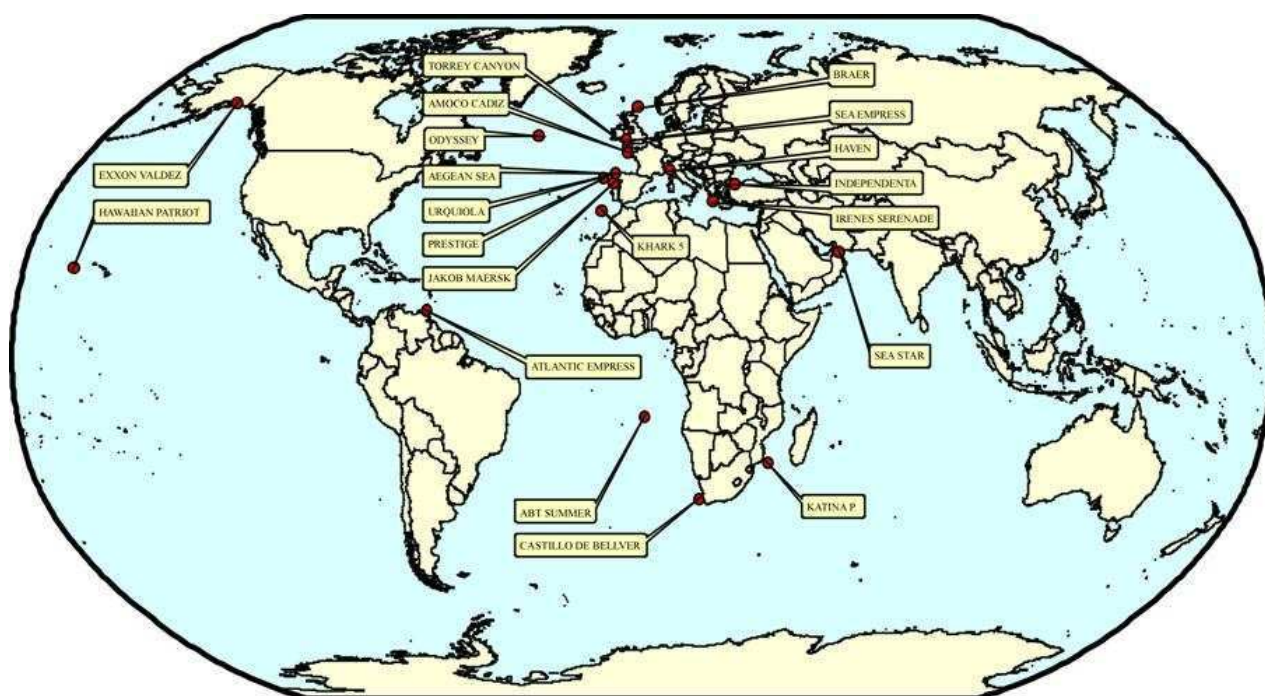 TORREY CANYON
BRAER
AMOCO CADIZ
SEA EMPRESS
ODYSSEY
HAVEN
EXXON VALDEZ
AEGEAN SEA
INDEPENDENTA
HAWAIIAN PATRIOT
URQUIOLA
IRENES SERENADE
PRESTIGE
KHARK 5
JAKOB MAERSK
SEA STAR
ATLANTIC EMPRESS
ABT SUMMER
KATINA P.
CASTILLO DE BELLVER